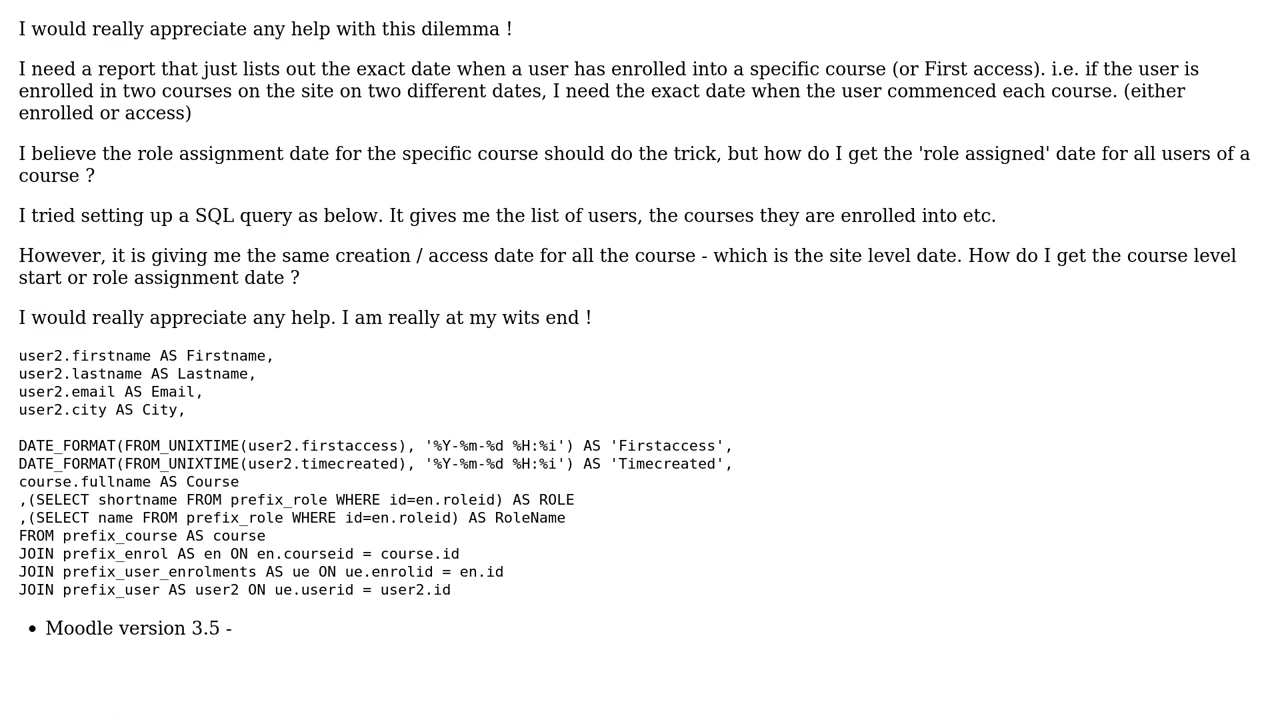 I would really appreciate any help with this dilemma !
I need a report that just lists out the exact date when a user has enrolled into a specific course (or First access). i.e. if the user is
enrolled in two courses on the site on two different dates, I need the exact date when the user commenced each course. (either
enrolled or access)
I believe the role assignment date for the specific course should do the trick, but how do I get the 'role assigned' date for all users of a
course ?
I tried setting up a SQL query as below. It gives me the list of users, the courses they are enrolled into etc.
However, it is giving me the same creation / access date for all the course - which is the site level date. How do I get the course level
start or role assignment date ?
I would really appreciate any help. I am really at my wits end !
user2.firstname AS Firstname,
user2.lastname AS Lastname,
user2.email AS Email,
user2.city AS City,
DATE_FORMAT(FROM_UNIXTIME(user2.firstaccess), '%Y-%m-%d %H:%i') AS 'Firstaccess',
DATE_FORMAT(FROM_UNIXTIME(user2.timecreated), '%Y-%m-%d %H:%i') AS 'Timecreated',
course.fullname AS Course
,(SELECT shortname FROM prefix_role WHERE id=en.roleid) AS ROLE
,(SELECT name FROM prefix_role WHERE id=en.roleid) AS RoleName
FROM prefix_course AS course
JOIN prefix_enrol AS en ON en.courseid = course.id
JOIN prefix_user_enrolments AS ue ON ue.enrolid = en.id
JOIN prefix_user AS user2 ON ue.userid = user2.id
• Moodle version 3.5 -